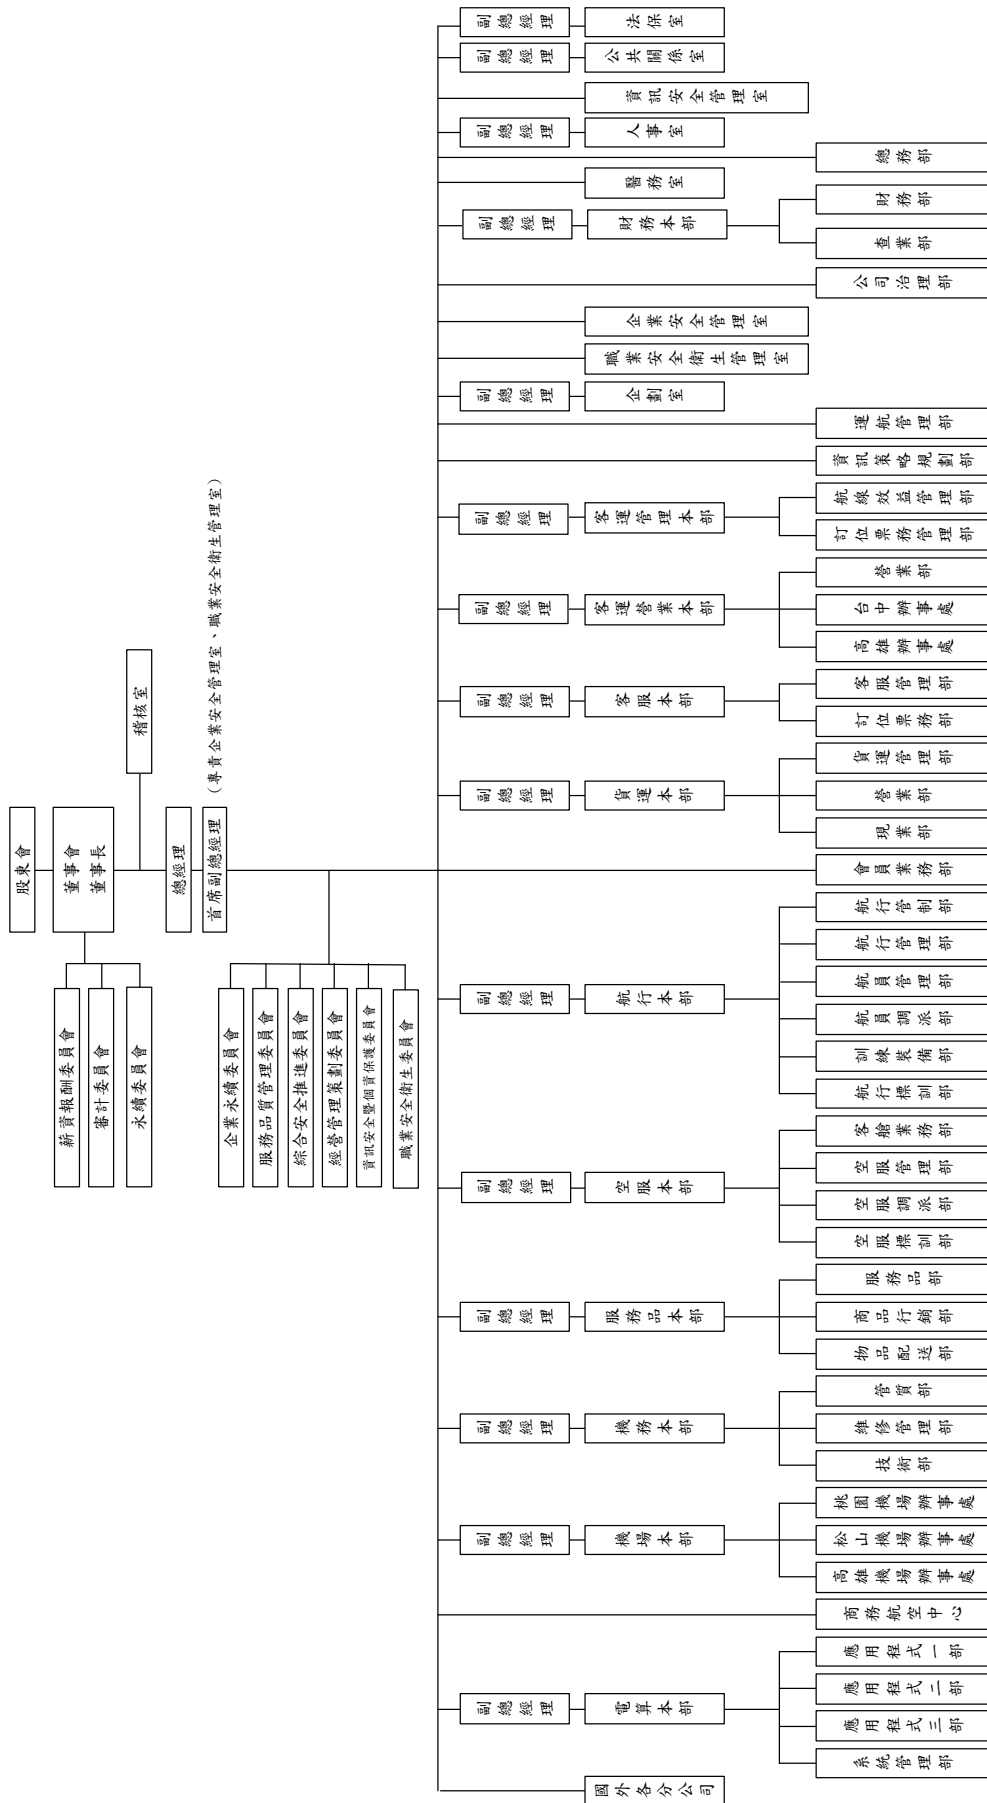 股東會
董事會
董事長
稽核室
總經理
首席副總經理
(專責企業安全管理室、職業安全衛生管理室)
薪資報酬委員會
審計委員會
永續委員會
企業永續委員會
服務品質管理委員會
綜合安全推進委員會
經營管理策劃委員會
資訊安全暨個資保護委員會
職業安全衛生委員會
國外各分公司
副總經理
電算本部
系統管理部
應用程式三部
應用程式二部
應用程式一部
商務航空中心
副總經理
機場本部
高雄機場辦事處
松山機場辦事處
桃園機場辦事處
副總經理
機務本部
技術部
維修管理部
管質部
副總經理
服務品本部
物品配送部
商品行銷部
服務品部
副總經理
空服本部
空服標訓部
空服調派部
空服管理部
客艙業務部
副總經理
航行本部
航行標訓部
訓練裝備部
航員調派部
航員管理部
航行管理部
航行管制部
會員業務部
副總經理
貨運本部
現業部
營業部
貨運管理部
副總經理
客服本部
訂位票務部
客服管理部
副總經理
客運營業本部
高雄辦事處
台中辦事處
營業部
副總經理
客運管理本部
訂位票務管理部
航線效益管理部
資訊策略規劃部
運航管理部
副總經理
企劃室
職業安全衛生管理室
企業安全管理室
公司治理部
副總經理
財務本部
查業部
財務部
醫務室
總務部
副總經理
人事室
資訊安全管理室
副總經理
公共關係室
副總經理
法保室